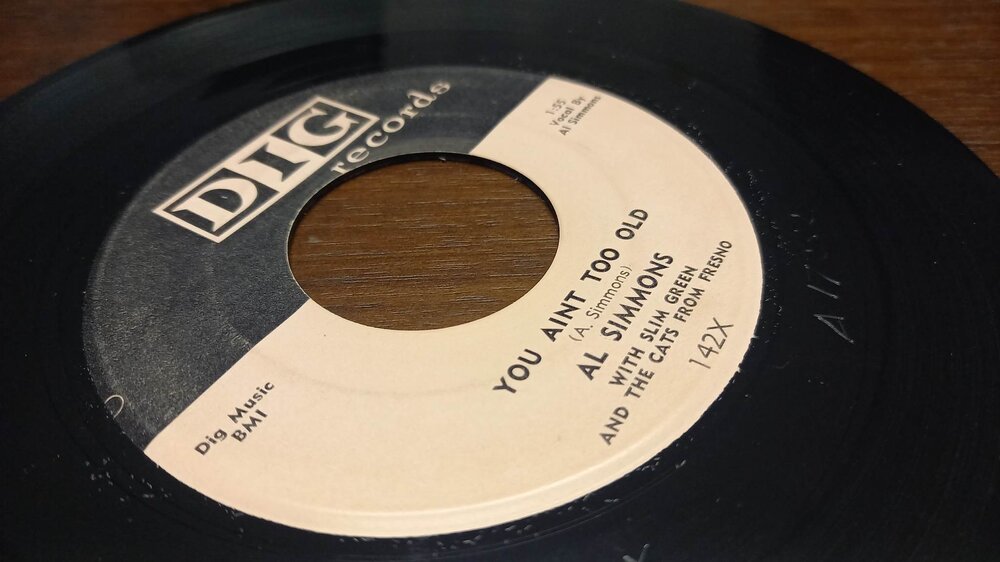 DIG
records
1:55
Vocal By
Al Simmons
YOU AINT TOO OLD
(A. Simmons)
AL SIMMONS
WITH SLIM GREEN
AND THE CATS FROM FRESNO
142X
Dig Music
BMI